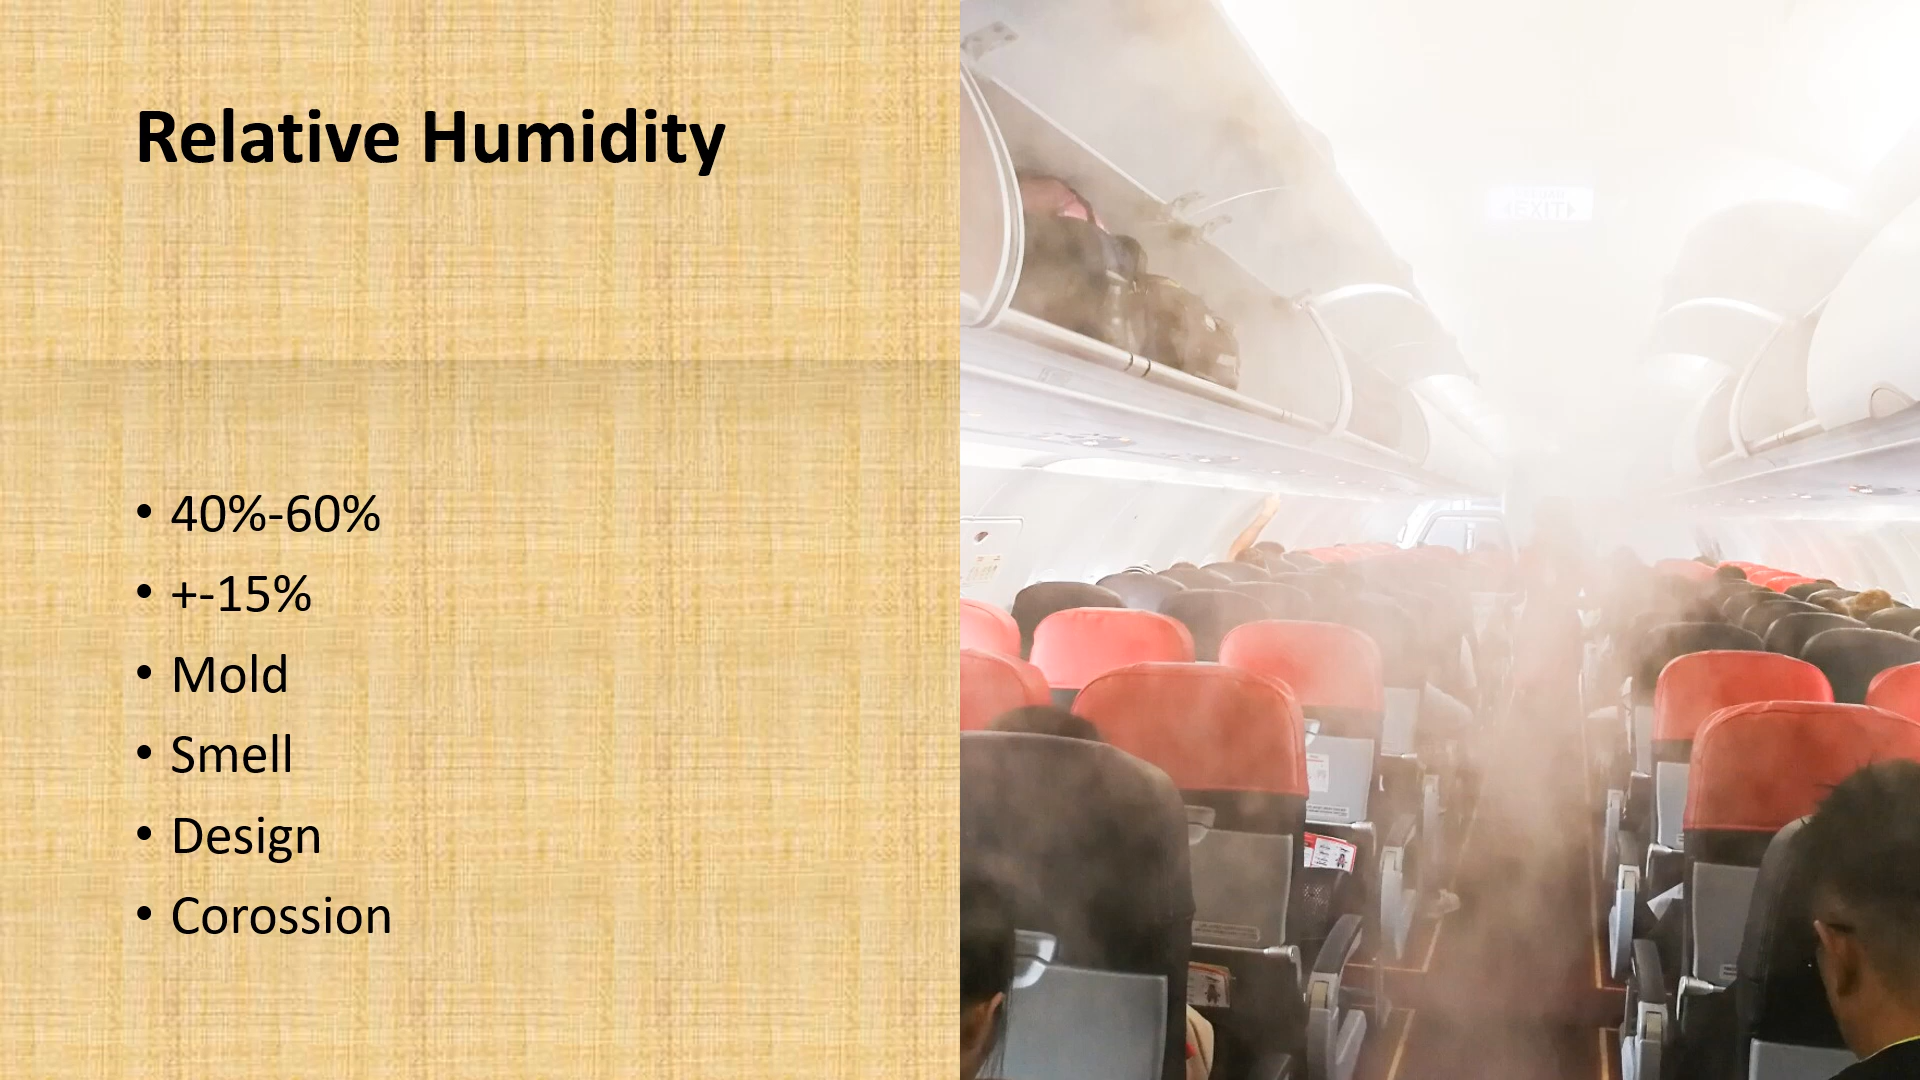 Relative Humidity
• 40%-60%
• +-15%
• Mold
• Smell
• Design
• Corossion
EXIT